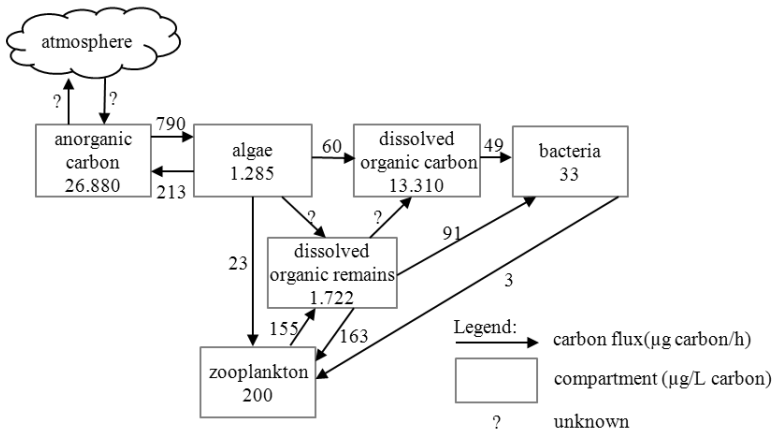 atmosphere
?
?
anorganic
carbon
26.880
790
213
algae
1.285
60
dissolved
organic carbon
13.310
49
bacteria
33
?
?
23
dissolved
organic remains
1.722
91
3
155
163
zooplankton
200
Legend:
carbon flux(µg carbon/h)
compartment (µg/L carbon)
?
unknown